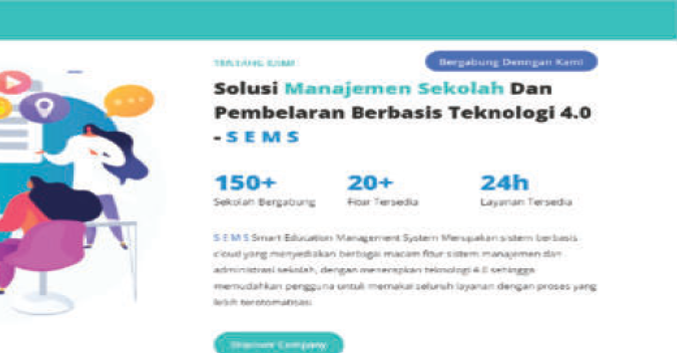 TENTANG KAMI
Bergabung Denngan Kami
Solusi Manajemen Sekolah Dan
Pembelaran Berbasis Teknologi 4.0
- S E M S
150+
Sekolah Bergabung
20+
Fitur Tersedia
24h
Layanan Tersedia
S E M S Smart Education Management System Merupakan sistem berbasis
cloud yang menyediakan berbagai macam fitur sistem manajemen dan
administrasi sekolah, dengan menerapkan teknologi 4.0 sehingga
memudahkan pengguna untuk memakai seluruh layanan dengan proses yang
lebih terotomatisasi
Company